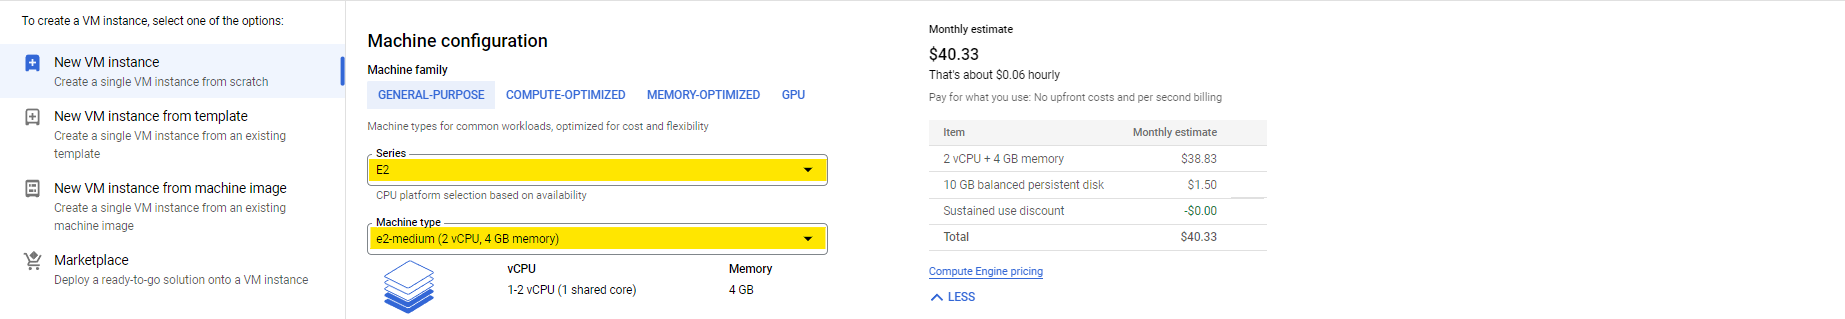 To create a VM instance, select one of the options:
New VM instance
Create a single VM instance from scratch
New VM instance from template
Create a single VM instance from an existing
template
New VM instance from machine image
Create a single VM instance from an existing
machine image
Marketplace
Deploy a ready-to-go solution onto a VM instance
Machine configuration
Machine family
GENERAL-PURPOSE COMPUTE-OPTIMIZED MEMORY-OPTIMIZED GPU
Machine types for common workloads, optimized for cost and flexibility
Series
E2
CPU platform selection based on availability
Machine type
e2-medium (2 vCPU, 4 GB memory)
vCPU Memory
1-2 vCPU (1 shared core) 4 GB
Monthly estimate
$40.33
That's about $0.06 hourly
Pay for what you use: No upfront costs and per second billing
Item Monthly estimate
2 vCPU + 4 GB memory $38.83
10 GB balanced persistent disk $1.50
Sustained use discount -$0.00
Total $40.33
Compute Engine pricing
LESS